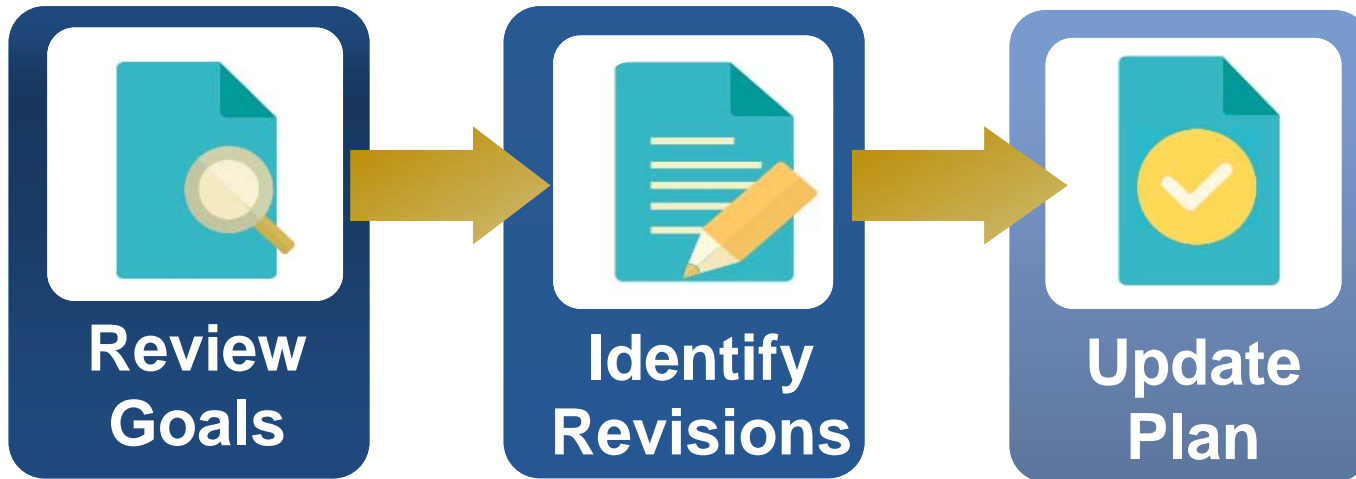 Review
Goals
Identify
Revisions
Update
Plan